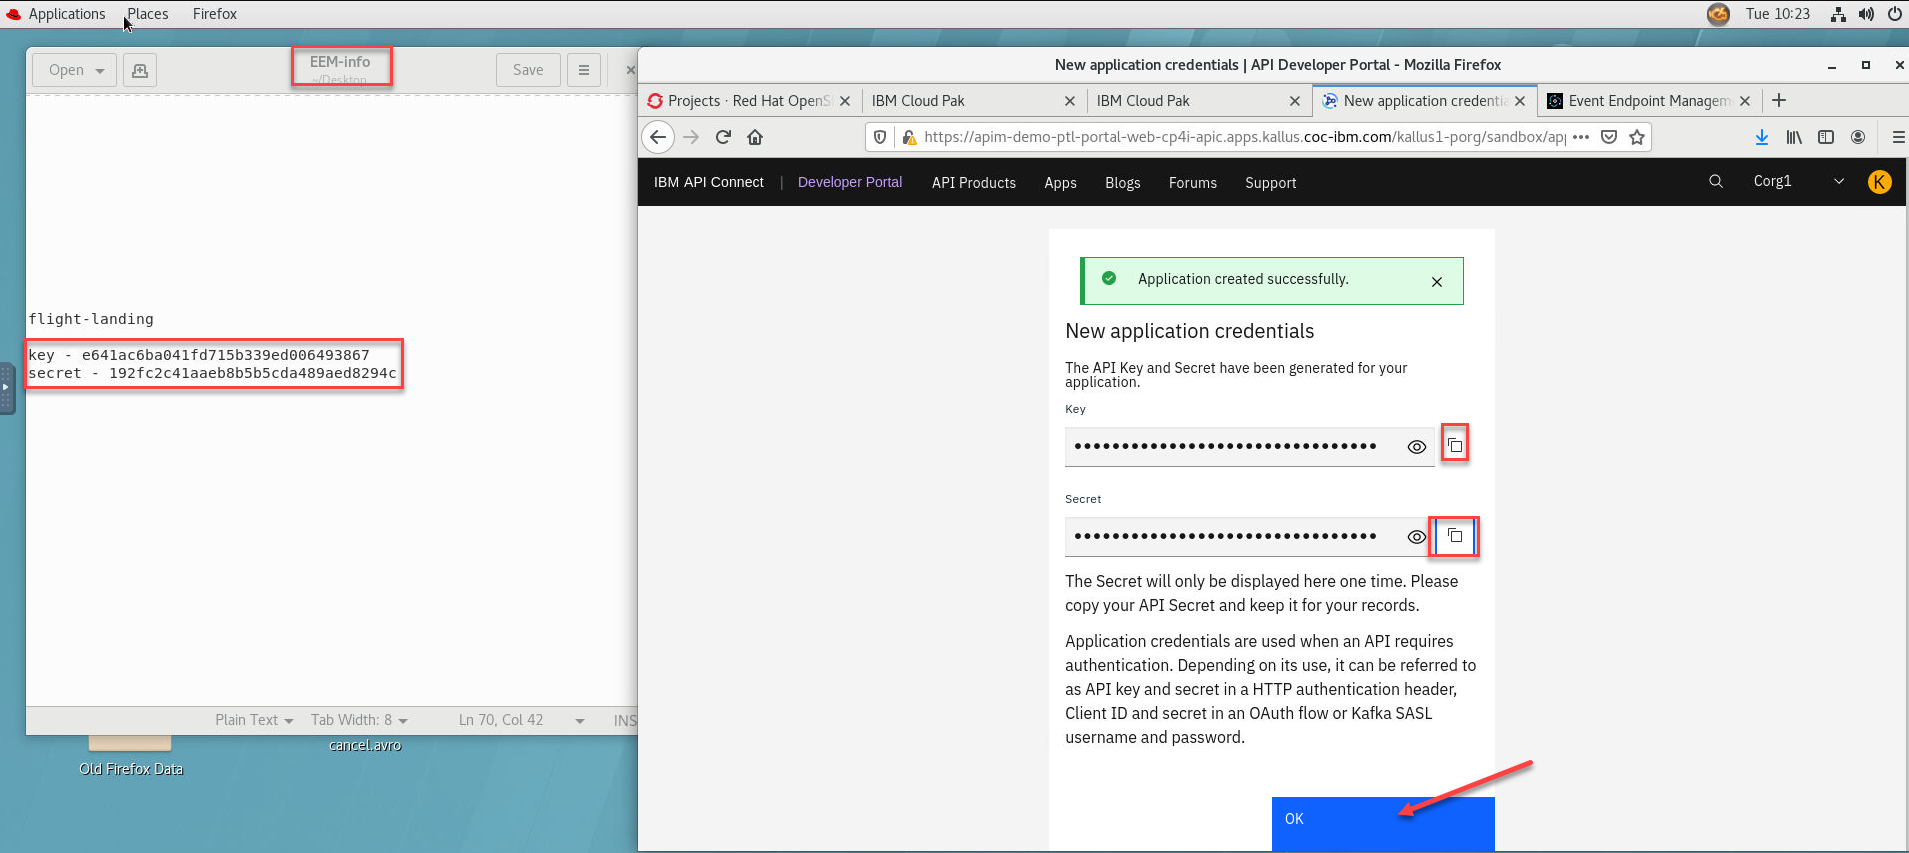 Applications Places Firefox
Tue 10:23
Open
EEM-info
~/Desktop
Save
flight-landing
key - e641ac6ba041fd715b339ed006493867
secret - 192fc2c41aaeb8b5b5cda489aed8294c
Plain Text Tab Width: 8 Ln 70, Col 42 INS
cancel.avro
Old Firefox Data
New application credentials | API Developer Portal - Mozilla Firefox
Projects · Red Hat OpenS IBM Cloud Pak IBM Cloud Pak New application credentia Event Endpoint Managem
https://apim-demo-ptl-portal-web-cp4i-apic.apps.kallus.coc-ibm.com/kallus1-porg/sandbox/app
IBM API Connect | Developer Portal API Products Apps Blogs Forums Support Corg1 K
Application created successfully.
New application credentials
The API Key and Secret have been generated for your
application.
Key
Secret
The Secret will only be displayed here one time. Please
copy your API Secret and keep it for your records.
Application credentials are used when an API requires
authentication. Depending on its use, it can be referred to
as API key and secret in a HTTP authentication header,
Client ID and secret in an OAuth flow or Kafka SASL
username and password.
OK